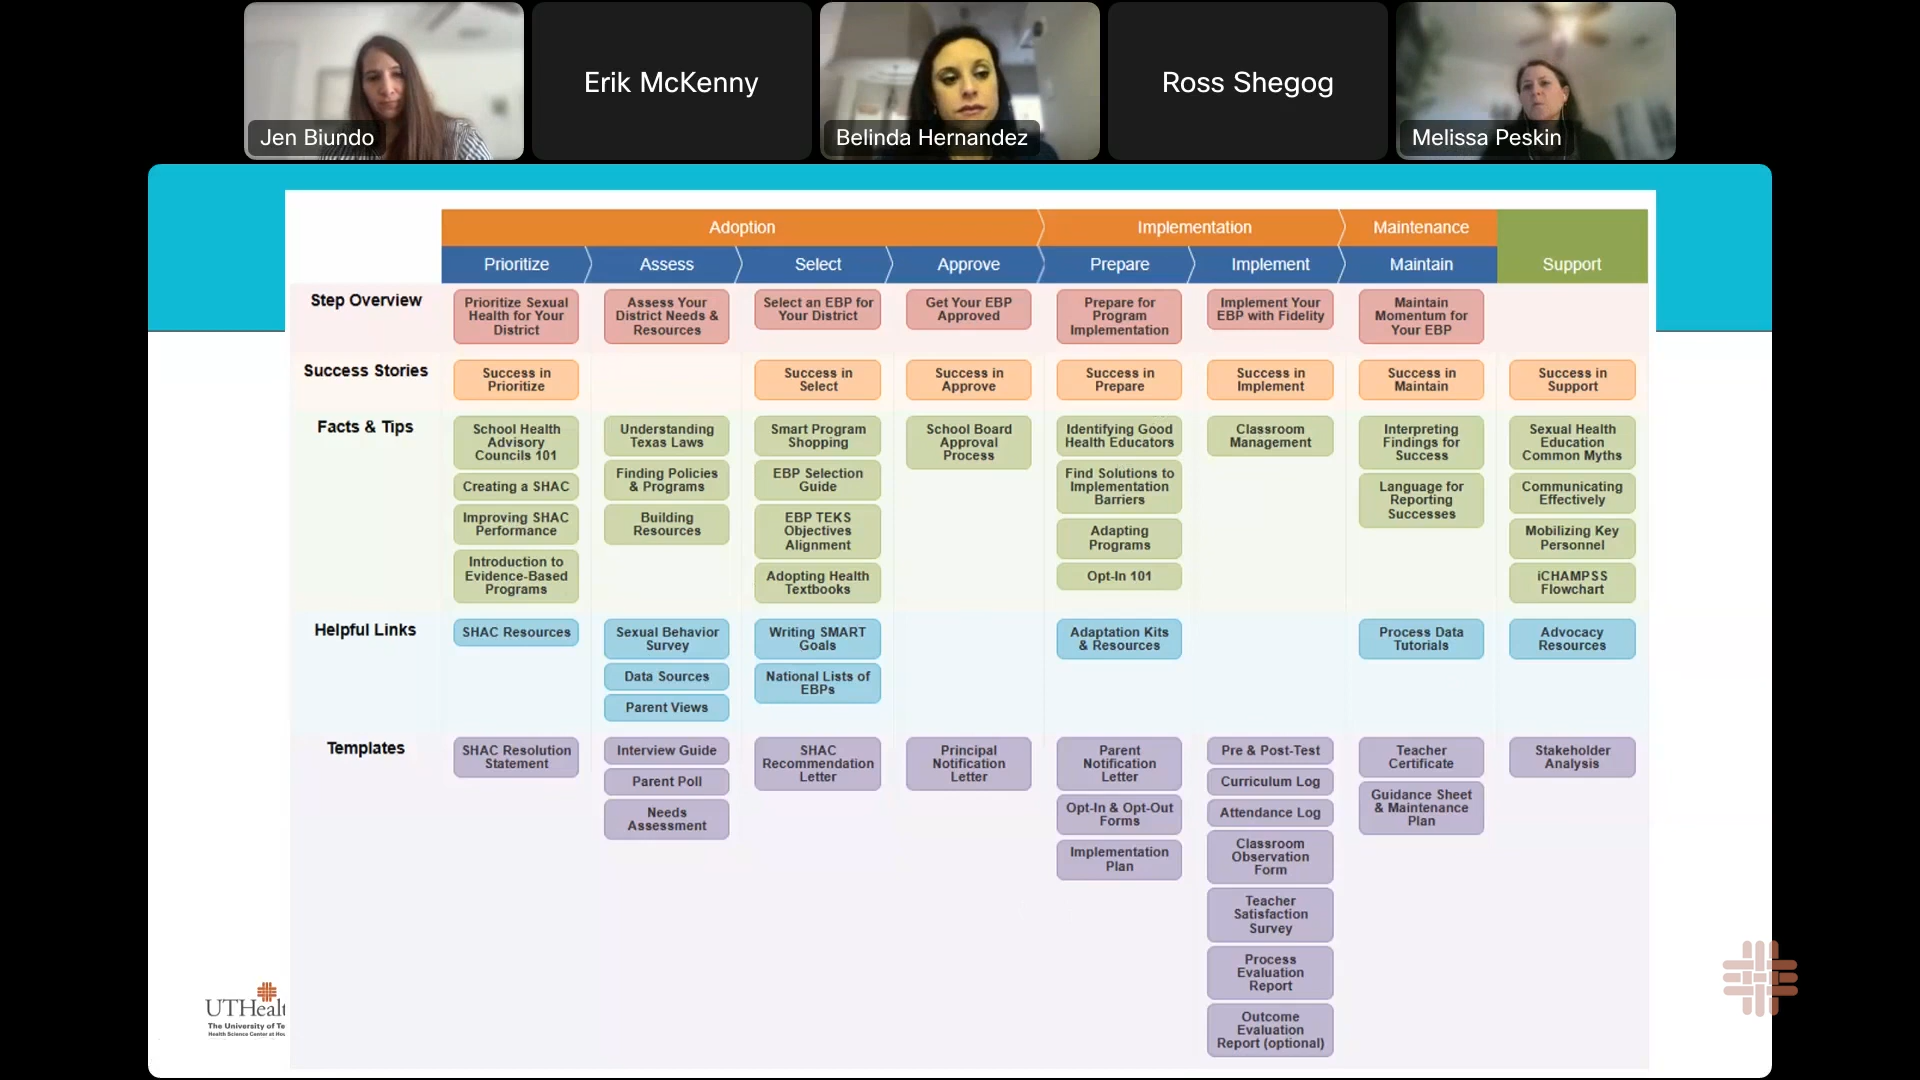 Jen Biundo
Erik McKenny
Belinda Hernandez
Ross Shegog
Melissa Peskin
Adoption
Implementation
Maintenance
Prioritize
Assess
Select
Approve
Prepare
Implement
Maintain
Support
Step Overview
Prioritize Sexual
Health for Your
District
Assess Your
District Needs &
Resources
Select an EBP for
Your District
Get Your EBP
Approved
Prepare for
Program
Implementation
Implement Your
EBP with Fidelity
Maintain
Momentum for
Your EBP
Success Stories
Success in
Prioritize
Success in
Select
Success in
Approve
Success in
Prepare
Success in
Implement
Success in
Maintain
Success in
Support
Facts & Tips
School Health
Advisory
Councils 101
Creating a SHAC
Improving SHAC
Performance
Introduction to
Evidence-Based
Programs
Understanding
Texas Laws
Finding Policies
& Programs
Building
Resources
Smart Program
Shopping
EBP Selection
Guide
EBP TEKS
Objectives
Alignment
Adopting Health
Textbooks
School Board
Approval
Process
Identifying Good
Health Educators
Find Solutions to
Implementation
Barriers
Adapting
Programs
Opt-In 101
Classroom
Management
Interpreting
Findings for
Success
Language for
Reporting
Successes
Sexual Health
Education
Common Myths
Communicating
Effectively
Mobilizing Key
Personnel
iCHAMPSS
Flowchart
Helpful Links
SHAC Resources
Sexual Behavior
Survey
Data Sources
Parent Views
Writing SMART
Goals
National Lists of
EBPs
Adaptation Kits
& Resources
Process Data
Tutorials
Advocacy
Resources
Templates
SHAC Resolution
Statement
Interview Guide
Parent Poll
Needs
Assessment
SHAC
Recommendation
Letter
Principal
Notification
Letter
Parent
Notification
Letter
Opt-In & Opt-Out
Forms
Implementation
Plan
Pre & Post-Test
Curriculum Log
Attendance Log
Classroom
Observation
Form
Teacher
Satisfaction
Survey
Process
Evaluation
Report
Outcome
Evaluation
Report (optional)
Teacher
Certificate
Guidance Sheet
& Maintenance
Plan
Stakeholder
Analysis
UTHealt
The University of Te
Health Science Center at Hou